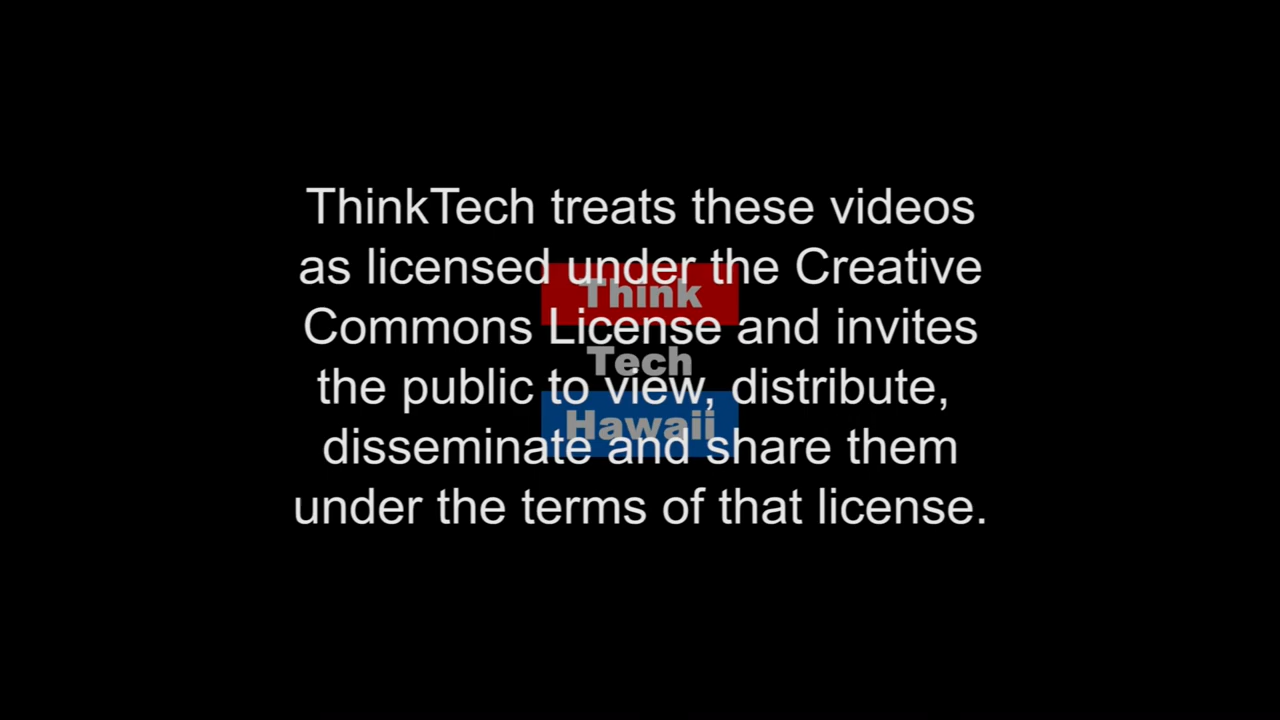 ThinkTech treats these videos
as licensed under the Creative
Think
Commons License and invites
Tech
the public to view, distribute,
Hawaii
disseminate and share them
under the terms of that license.